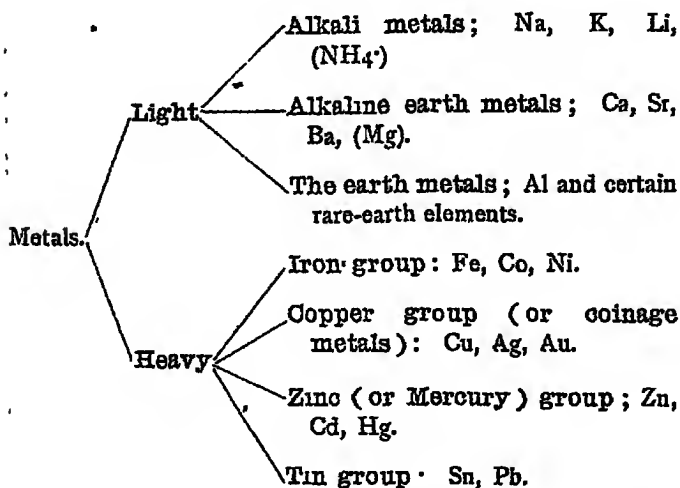 Alkali metals; Na, K, Li,
(NH4·)
Light
Alkaline earth metals; Ca, Sr,
Ba, (Mg).
The earth metals; Al and certain
rare-earth elements.
Metals.
Iron group: Fe, Co, Ni.
Copper group (or coinage
metals): Cu, Ag, Au.
Heavy
Zinc (or Mercury) group; Zn,
Cd, Hg.
Tin group · Sn, Pb.